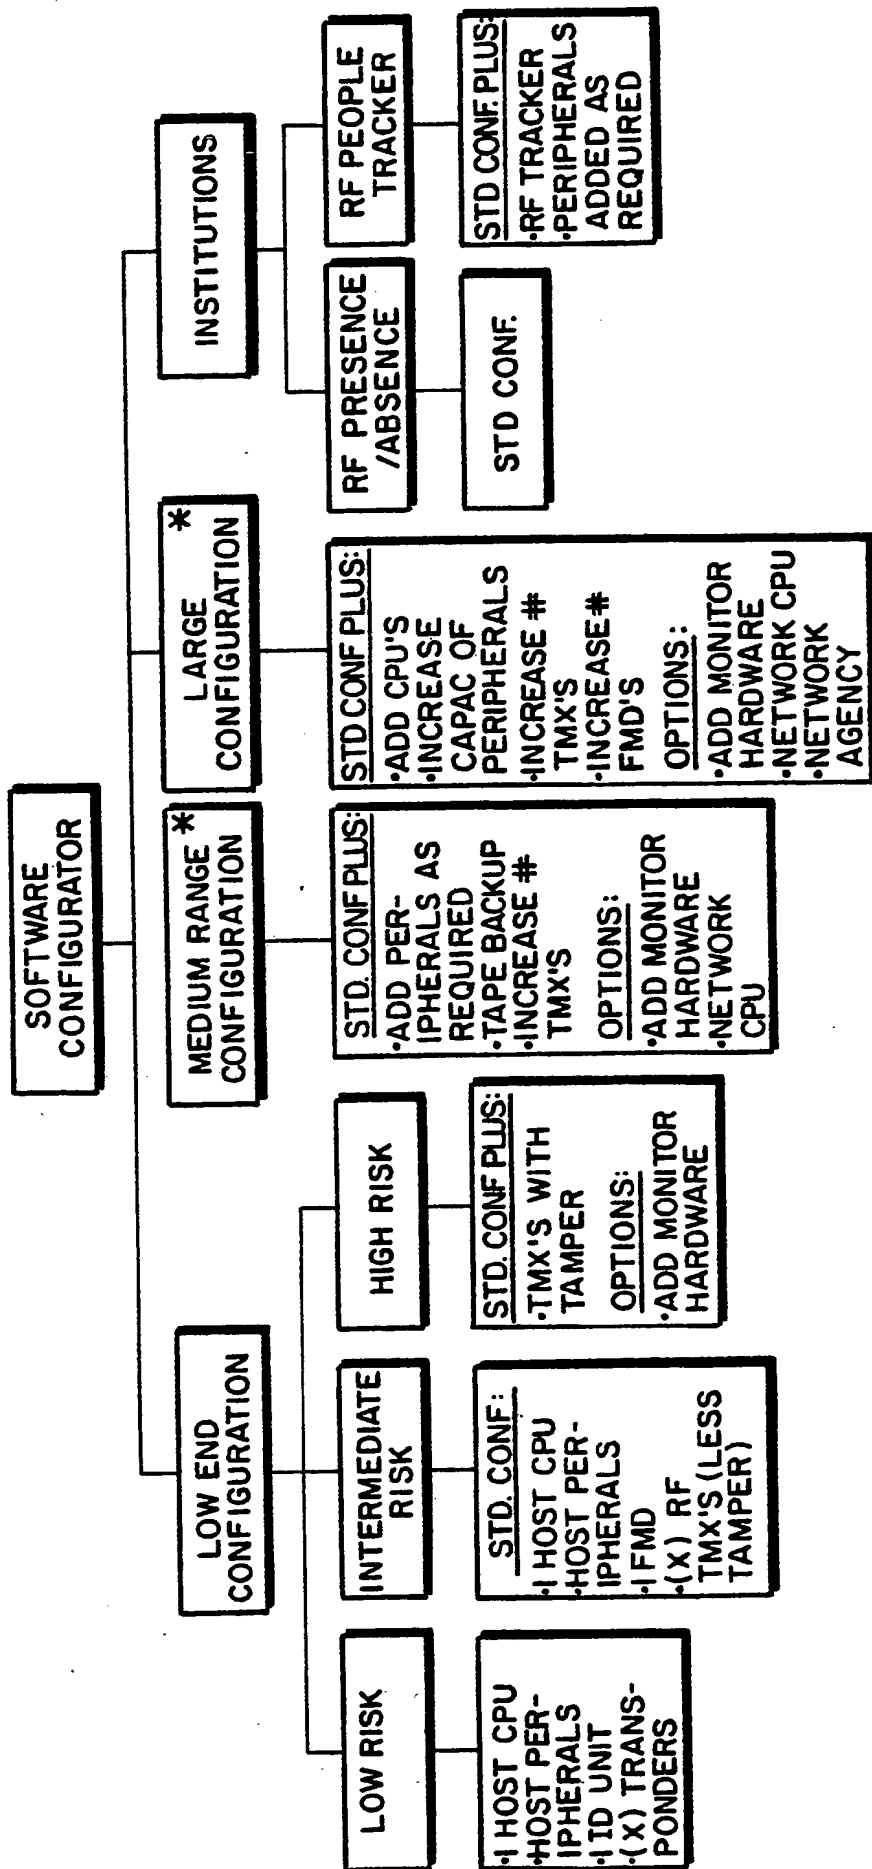 SOFTWARE
CONFIGURATOR
LOW END
CONFIGURATION
MEDIUM RANGE *
CONFIGURATION
LARGE *
CONFIGURATION
INSTITUTIONS
LOW RISK
INTERMEDIATE
RISK
HIGH RISK
RF PRESENCE
/ABSENCE
RF PEOPLE
TRACKER
•1 HOST CPU
•HOST PER-
IPHERALS
•1 ID UNIT
•(X) TRANS-
PONDERS
STD. CONF:
•1 HOST CPU
•HOST PER-
IPHERALS
•1 FMD
•(X) RF
TMX'S (LESS
TAMPER)
STD. CONF PLUS:
•TMX'S WITH
TAMPER
OPTIONS:
•ADD MONITOR
HARDWARE
STD. CONF PLUS:
•ADD PER-
IPHERALS AS
REQUIRED
•TAPE BACKUP
•INCREASE #
TMX'S
OPTIONS:
•ADD MONITOR
HARDWARE
•NETWORK
CPU
STD CONF PLUS:
•ADD CPU'S
•INCREASE
CAPAC OF
PERIPHERALS
•INCREASE #
TMX'S
•INCREASE #
FMD'S
OPTIONS:
•ADD MONITOR
HARDWARE
•NETWORK CPU
•NETWORK
AGENCY
STD CONF.
STD CONF. PLUS:
•RF TRACKER
•PERIPHERALS
ADDED AS
REQUIRED